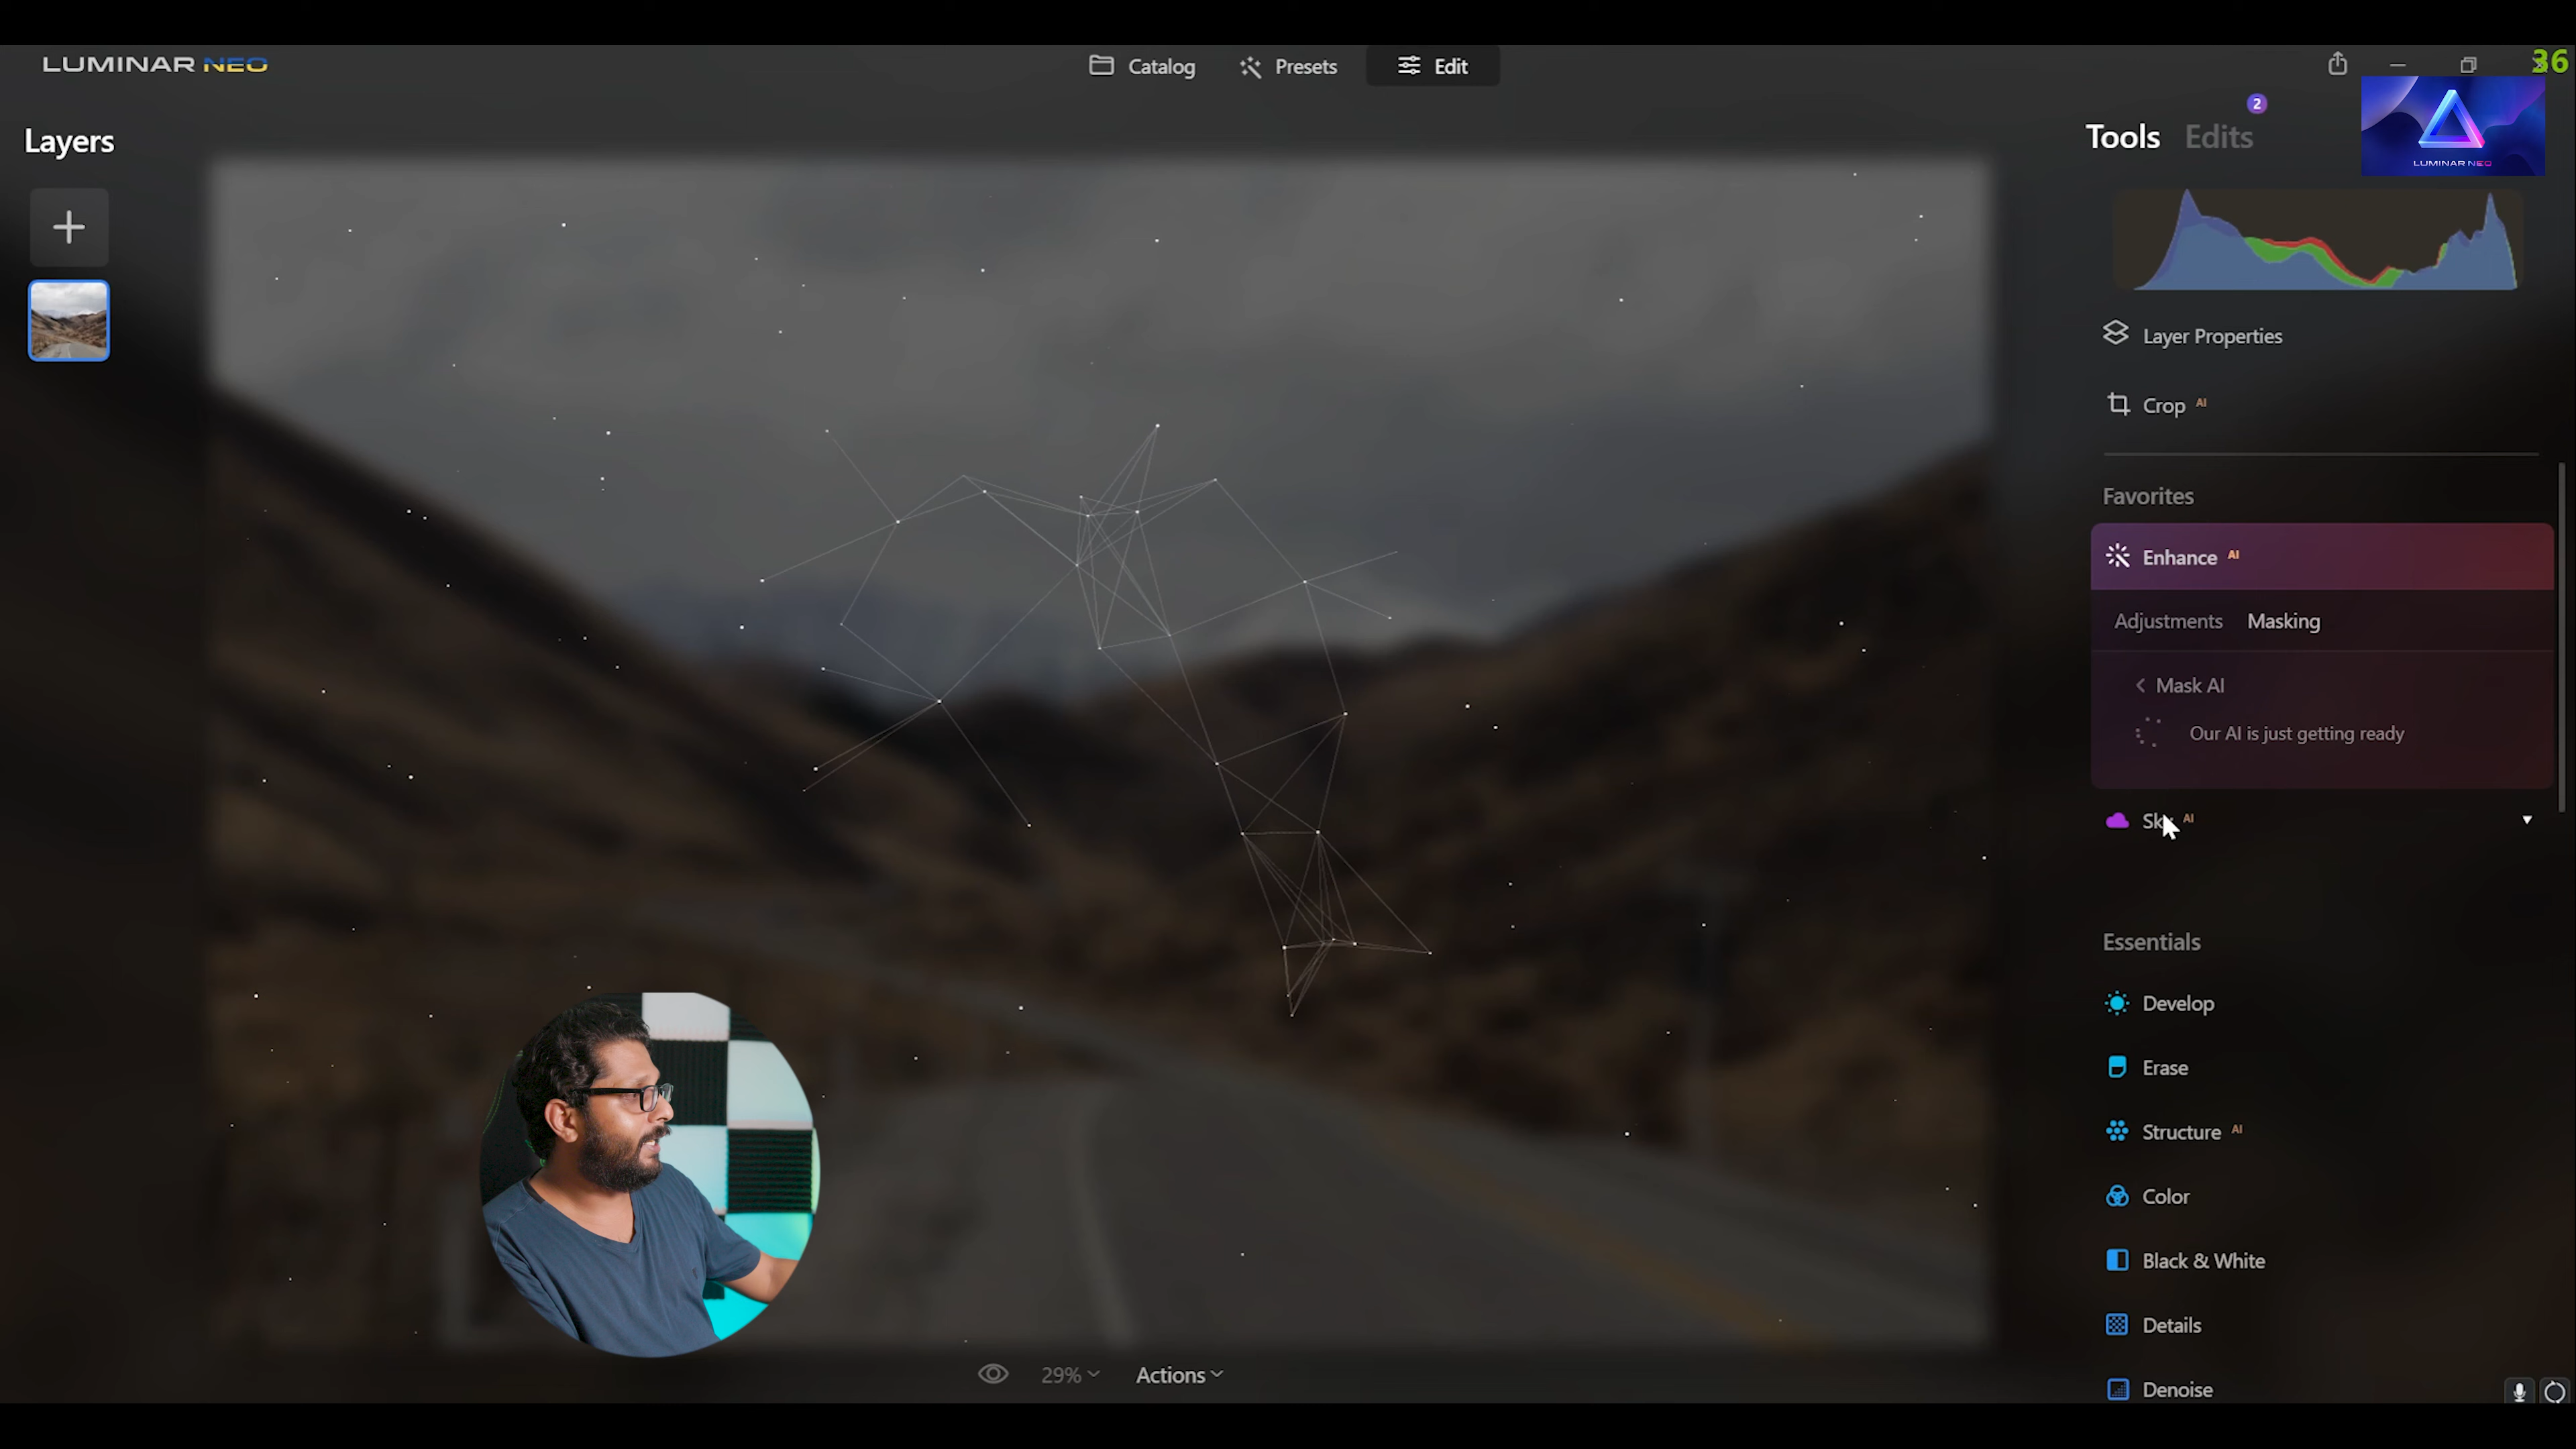 LUMINAR NEO
Catalog
Presets
Edit
36
Layers
Tools
Edits
2
LUMINAR NEO
Layer Properties
Crop AI
Favorites
Enhance AI
Adjustments
Masking
Mask AI
Our AI is just getting ready
Sky AI
Essentials
Develop
Erase
Structure AI
Color
Black & White
Details
Denoise
29%
Actions